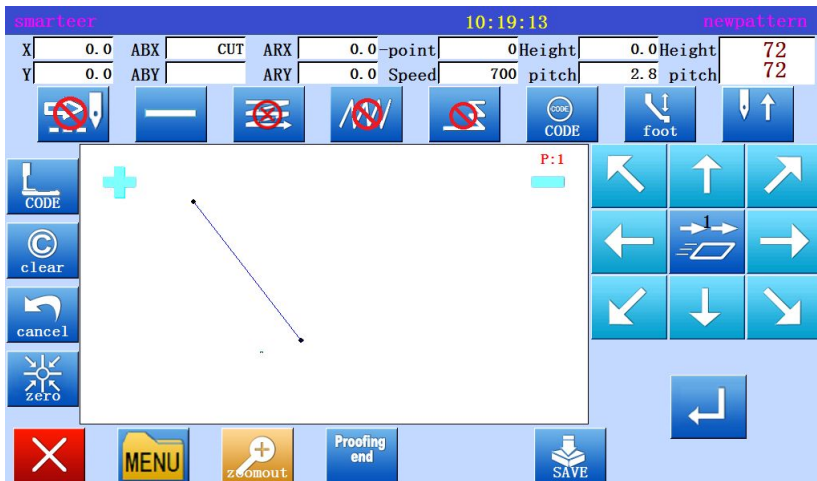 smarteer 10:19:13 newpattern
X 0.0 ABX CUT ARX 0.0 -point 0 Height 0.0 Height 72
Y 0.0 ABY ARY 0.0 Speed 700 pitch 2.8 pitch 72
CODE
CODE
foot
P:1
CODE
1
clear
cancel
zero
MENU
zoomout
Proofing
end
SAVE